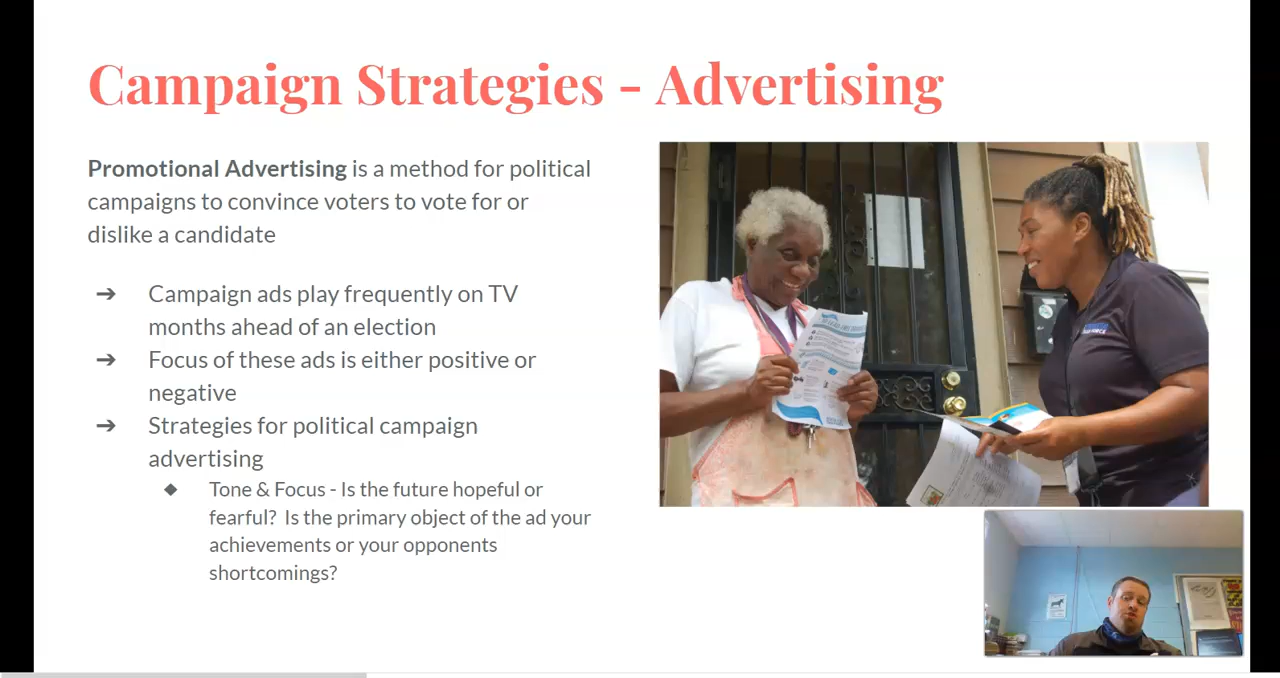 Campaign Strategies - Advertising
Promotional Advertising is a method for political
campaigns to convince voters to vote for or
dislike a candidate
➔ Campaign ads play frequently on TV
months ahead of an election
➔ Focus of these ads is either positive or
negative
➔ Strategies for political campaign
advertising
◆ Tone & Focus - Is the future hopeful or
fearful? Is the primary object of the ad your
achievements or your opponents
shortcomings?